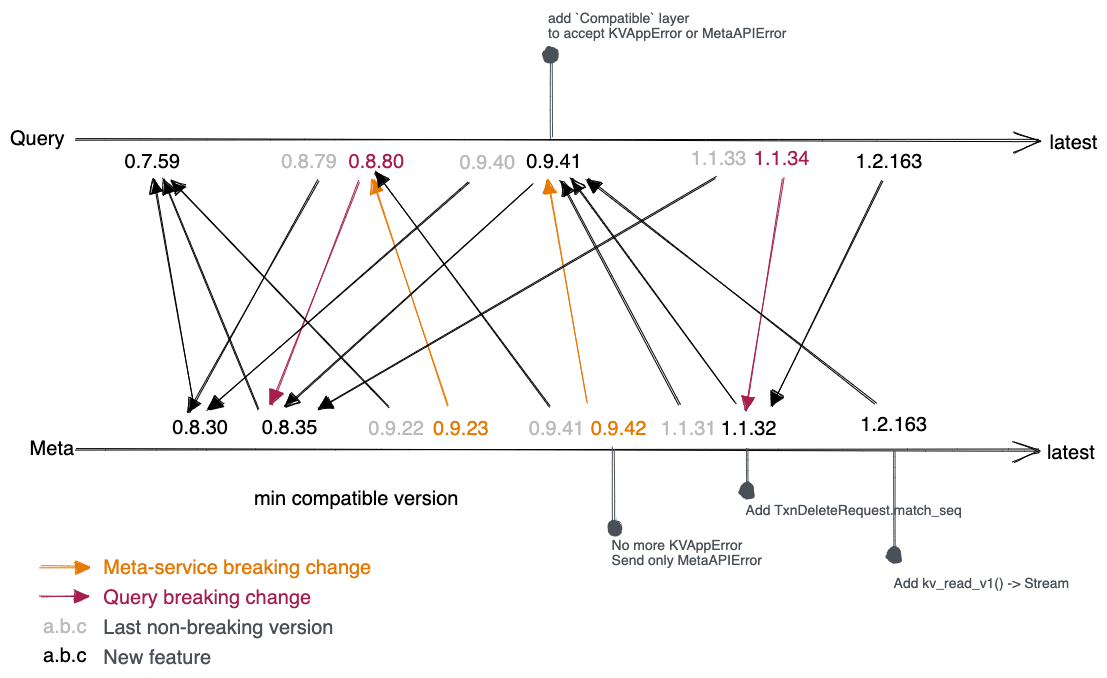 add `Compatible` layer
to accept KVAppError or MetaAPIError
Query
latest
0.7.59 0.8.79 0.8.80 0.9.40 0.9.41 1.1.33 1.1.34 1.2.163
0.8.30 0.8.35 0.9.22 0.9.23 0.9.41 0.9.42 1.1.31 1.1.32 1.2.163
Meta
latest
min compatible version
Add TxnDeleteRequest.match_seq
No more KVAppError
Send only MetaAPIError
Add kv_read_v1() -> Stream
Meta-service breaking change
Query breaking change
a.b.c Last non-breaking version
a.b.c New feature